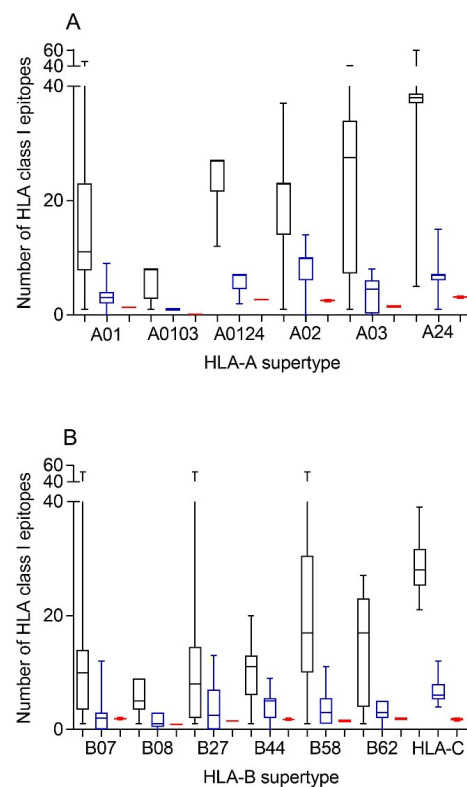 A
60
40
40
20
0
Number of HLA class I epitopes
A01 A0103 A0124 A02 A03 A24
HLA-A supertype
B
60
40
40
20
0
Number of HLA class I epitopes
B07 B08 B27 B44 B58 B62 HLA-C
HLA-B supertype